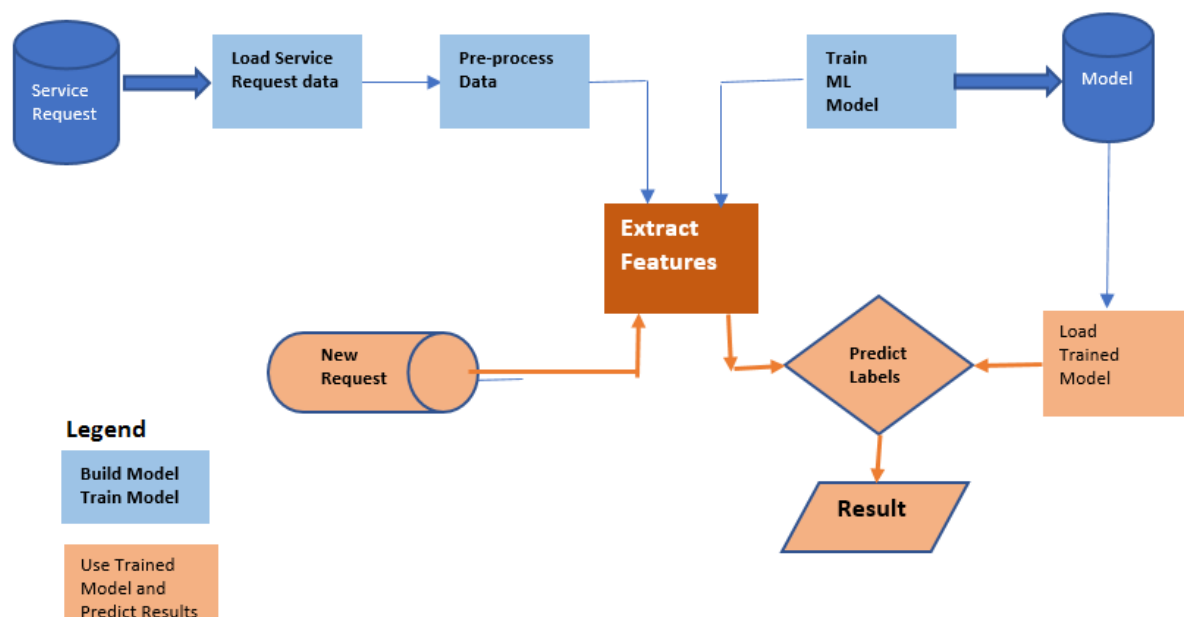 Service
Request
Load Service
Request data
Pre-process
Data
Train
ML
Model
Model
Extract
Features
New
Request
Predict
Labels
Load
Trained
Model
Legend
Build Model
Train Model
Result
Use Trained
Model and
Predict Results